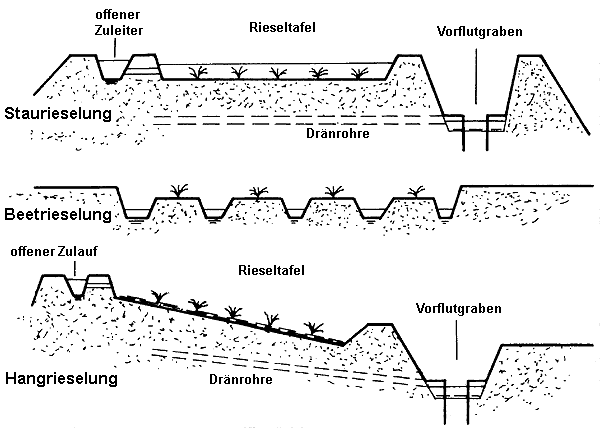 offener
Zuleiter
Rieseltafel
Vorflutgraben
Staurieselung
Dränrohre
Beetrieselung
offener Zulauf
Rieseltafel
Vorflutgraben
Hangrieselung
Dränrohre